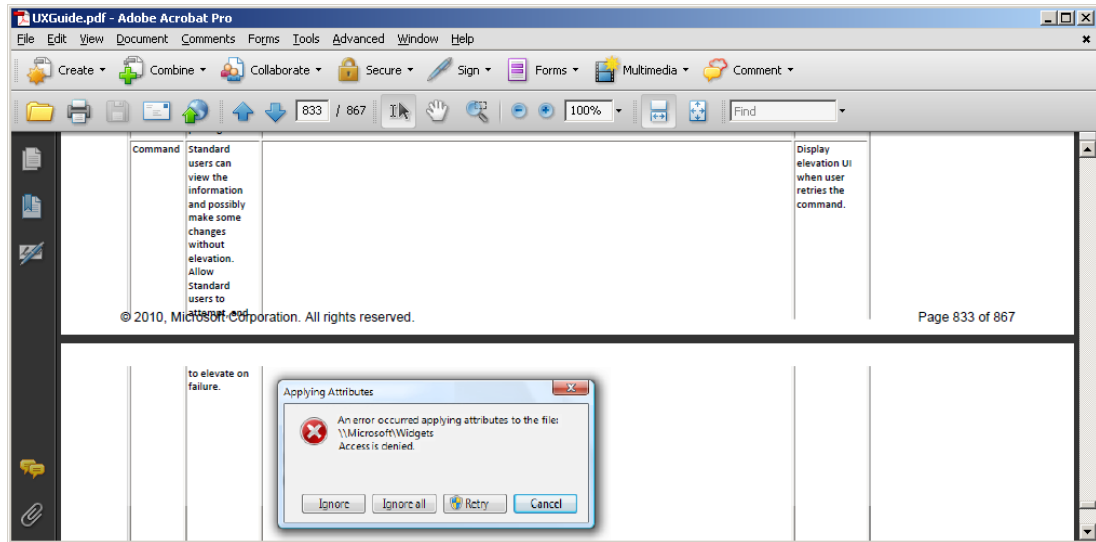 UXGuide.pdf - Adobe Acrobat Pro
File Edit View Document Comments Forms Tools Advanced Window Help
Create Combine Collaborate Secure Sign Forms Multimedia Comment
833 / 867 100% Find
Command
Standard
users can
view the
information
and possibly
make some
changes
without
elevation.
Allow
Standard
users to
attempt, and
Display
elevation UI
when user
retries the
command.
© 2010, Microsoft Corporation. All rights reserved.
Page 833 of 867
to elevate on
failure.
Applying Attributes
An error occurred applying attributes to the file:
\\Microsoft\Widgets
Access is denied.
Ignore Ignore all Retry Cancel